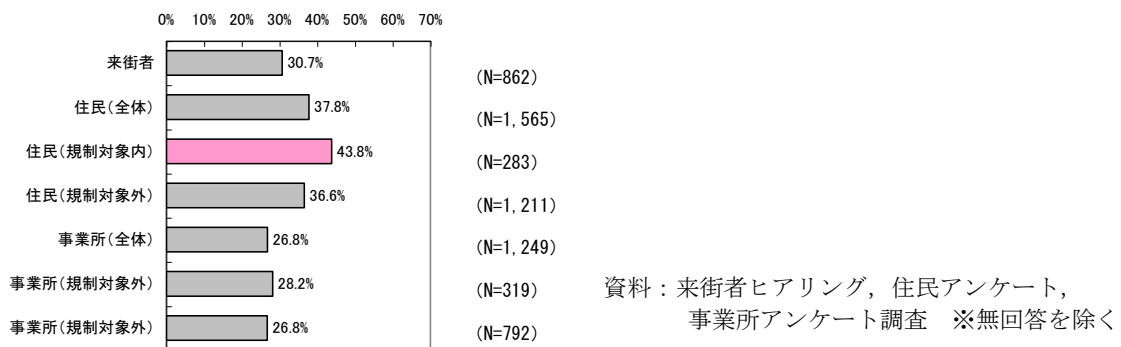 0% 10% 20% 30% 40% 50% 60% 70%
来街者 30.7% (N=862)
住民(全体) 37.8% (N=1,565)
住民(規制対象内) 43.8% (N=283)
住民(規制対象外) 36.6% (N=1,211)
事業所(全体) 26.8% (N=1,249)
事業所(規制対象外) 28.2% (N=319)
事業所(規制対象外) 26.8% (N=792)
資料：来街者ヒアリング，住民アンケート，
事業所アンケート調査　※無回答を除く